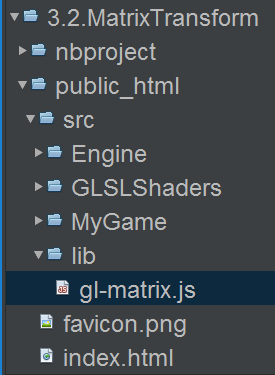 3.2.MatrixTransform
nbproject
public_html
src
Engine
GLSLShaders
MyGame
lib
gl-matrix.js
favicon.png
index.html